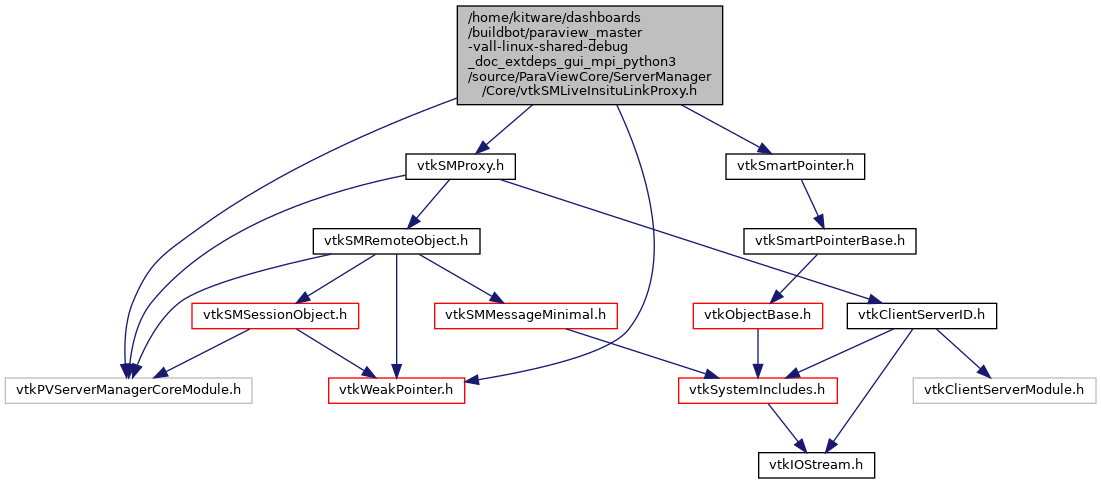 /home/kitware/dashboards
/buildbot/paraview_master
-vall-linux-shared-debug
_doc_extdeps_gui_mpi_python3
/source/ParaViewCore/ServerManager
/Core/vtkSMLiveInsituLinkProxy.h
vtkSMProxy.h
vtkSmartPointer.h
vtkSMRemoteObject.h
vtkSmartPointerBase.h
vtkSMSessionObject.h
vtkSMMessageMinimal.h
vtkObjectBase.h
vtkClientServerID.h
vtkPVServerManagerCoreModule.h
vtkWeakPointer.h
vtkSystemIncludes.h
vtkClientServerModule.h
vtkIOStream.h